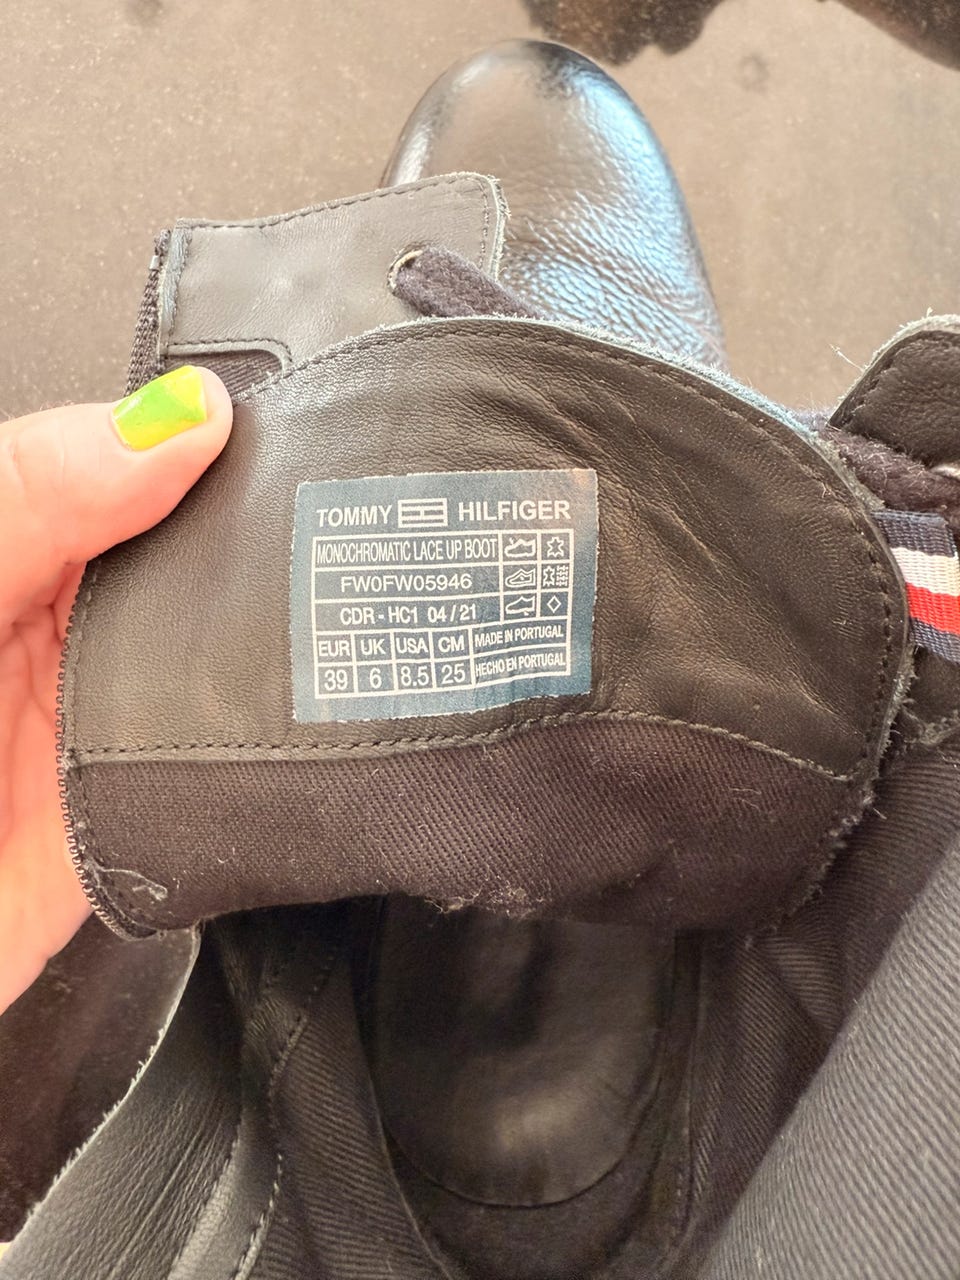 TOMMY HILFIGER
MONOCHROMATIC LACE UP BOOT
FW0FW05946
CDR - HC1 04 / 21
EUR UK USA CM MADE IN PORTUGAL
39 6 8.5 25 HECHO EN PORTUGAL